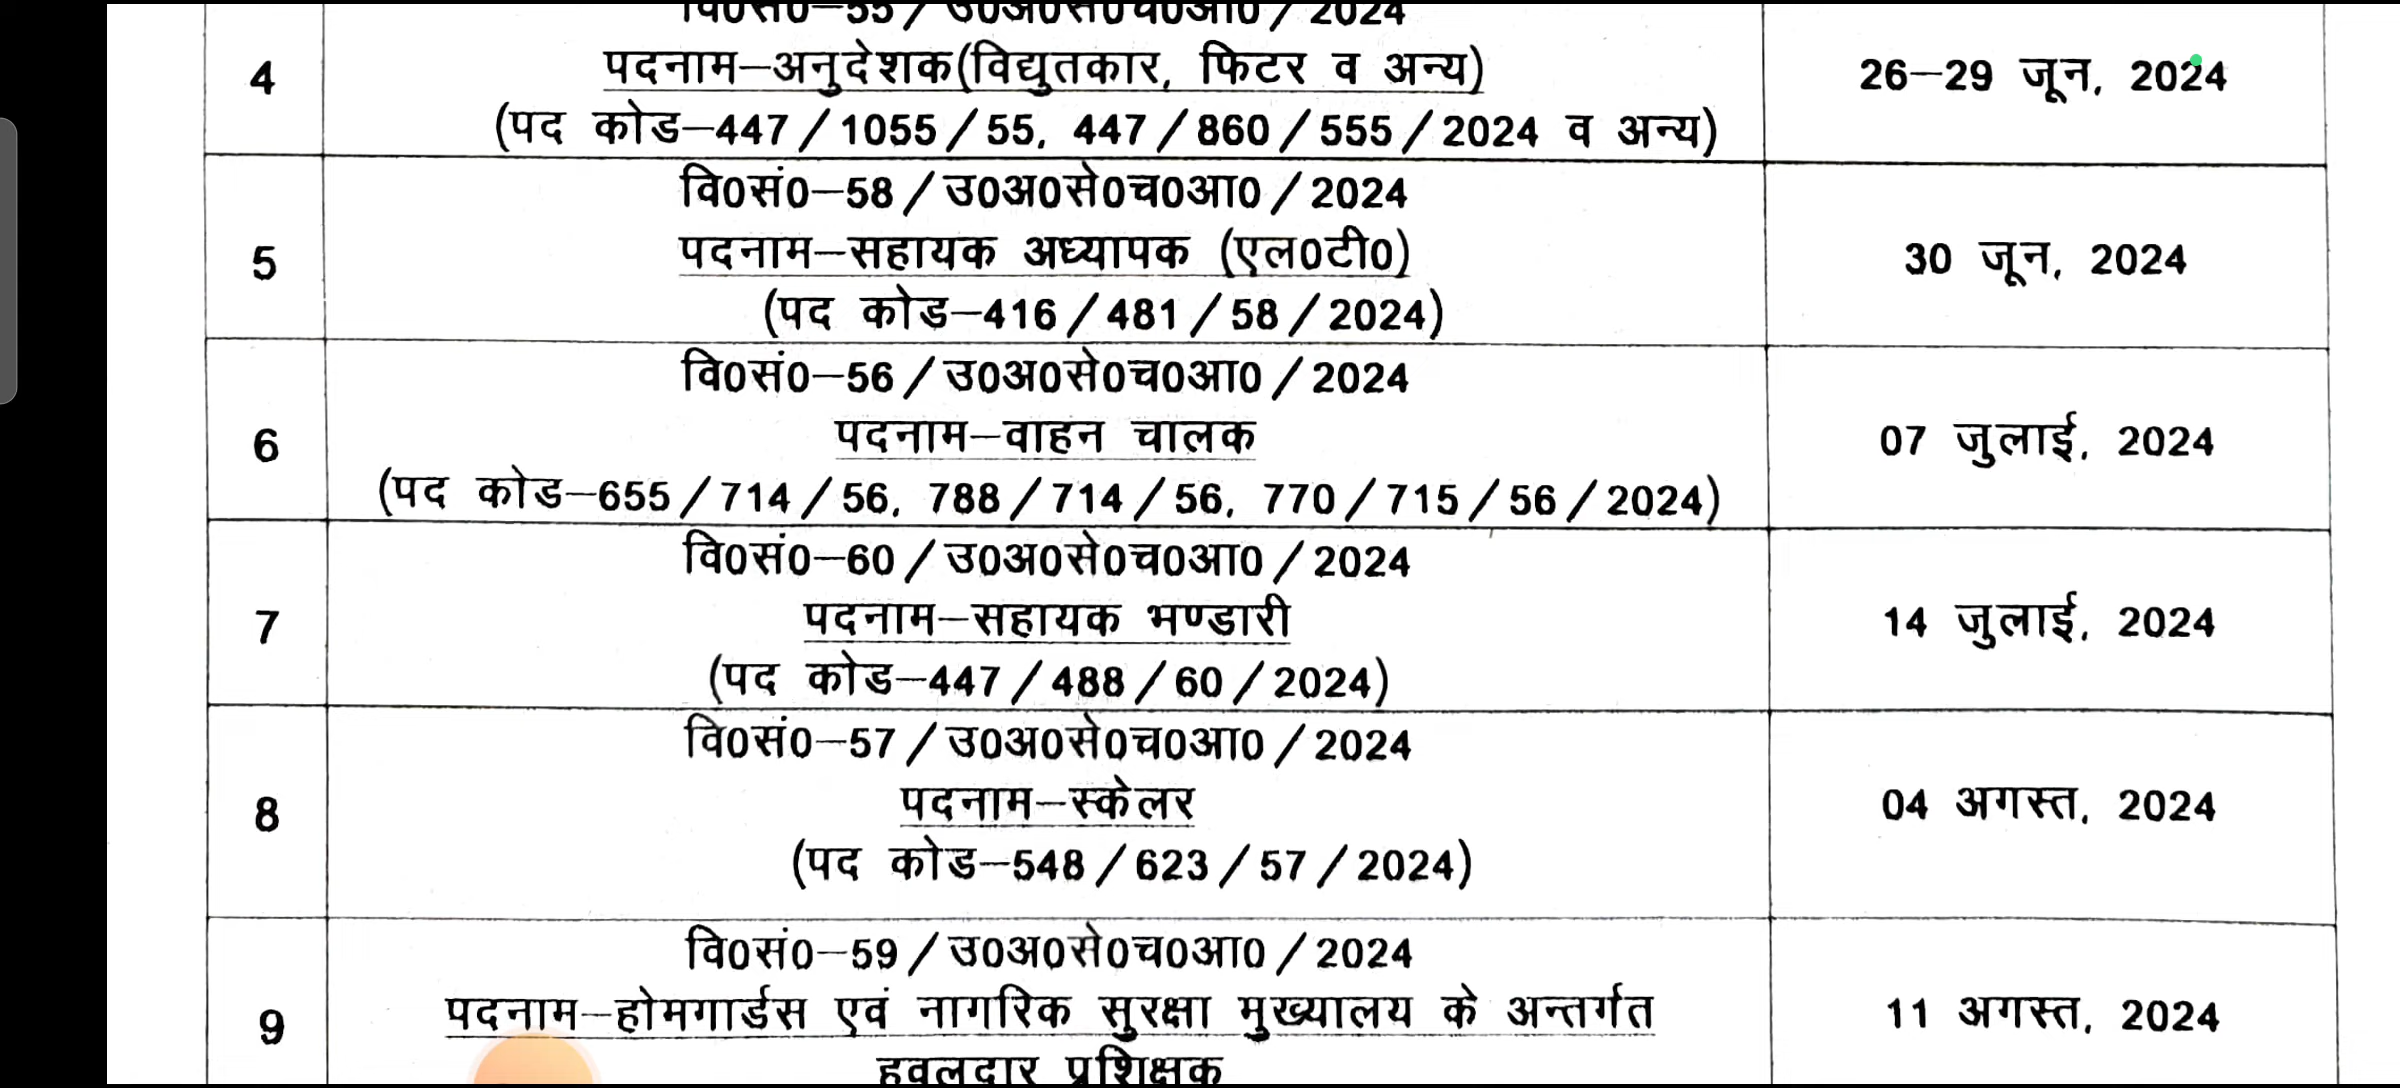 वि0सं0–55/उ0अ0से0च0आ0/2024
4
पदनाम–अनुदेशक(विद्युतकार, फिटर व अन्य)
26–29 जून, 2024
(पद कोड–447/1055/55, 447/860/555/2024 व अन्य)
वि0सं0–58/उ0अ0से0च0आ0/2024
5
पदनाम–सहायक अध्यापक (एल0टी0)
30 जून, 2024
(पद कोड–416/481/58/2024)
वि0सं0–56/उ0अ0से0च0आ0/2024
6
पदनाम–वाहन चालक
07 जुलाई, 2024
(पद कोड–655/714/56, 788/714/56, 770/715/56/2024)
वि0सं0–60/उ0अ0से0च0आ0/2024
7
पदनाम–सहायक भण्डारी
14 जुलाई, 2024
(पद कोड–447/488/60/2024)
वि0सं0–57/उ0अ0से0च0आ0/2024
8
पदनाम–स्केलर
04 अगस्त, 2024
(पद कोड–548/623/57/2024)
वि0सं0–59/उ0अ0से0च0आ0/2024
9
पदनाम–होमगार्डस एवं नागरिक सुरक्षा मुख्यालय के अन्तर्गत
11 अगस्त, 2024
हवलदार प्रशिक्षक